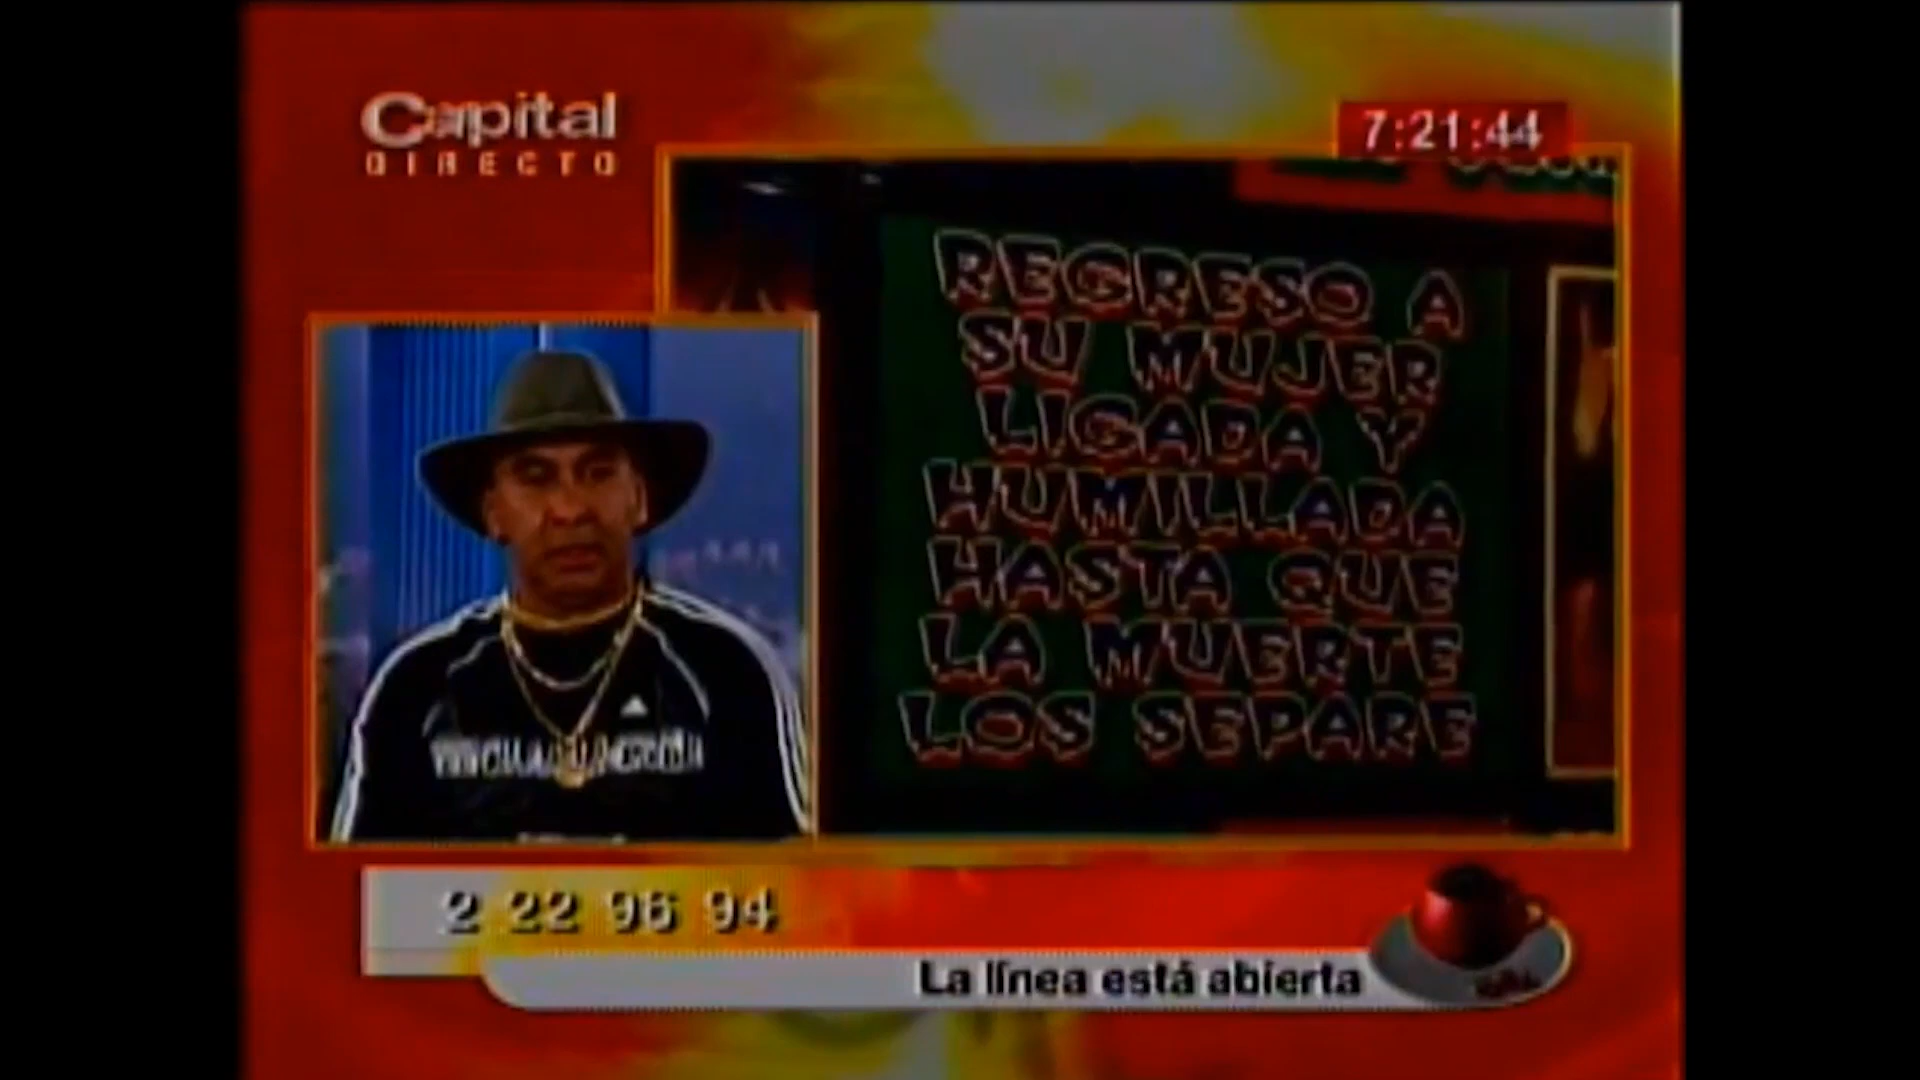 Capital
DIRECTO
7:21:44
REGRESO A
SU MUJER
LIGADA Y
HUMILLADA
HASTA QUE
LA MUERTE
LOS SEPARE
2 22 96 94
La línea está abierta